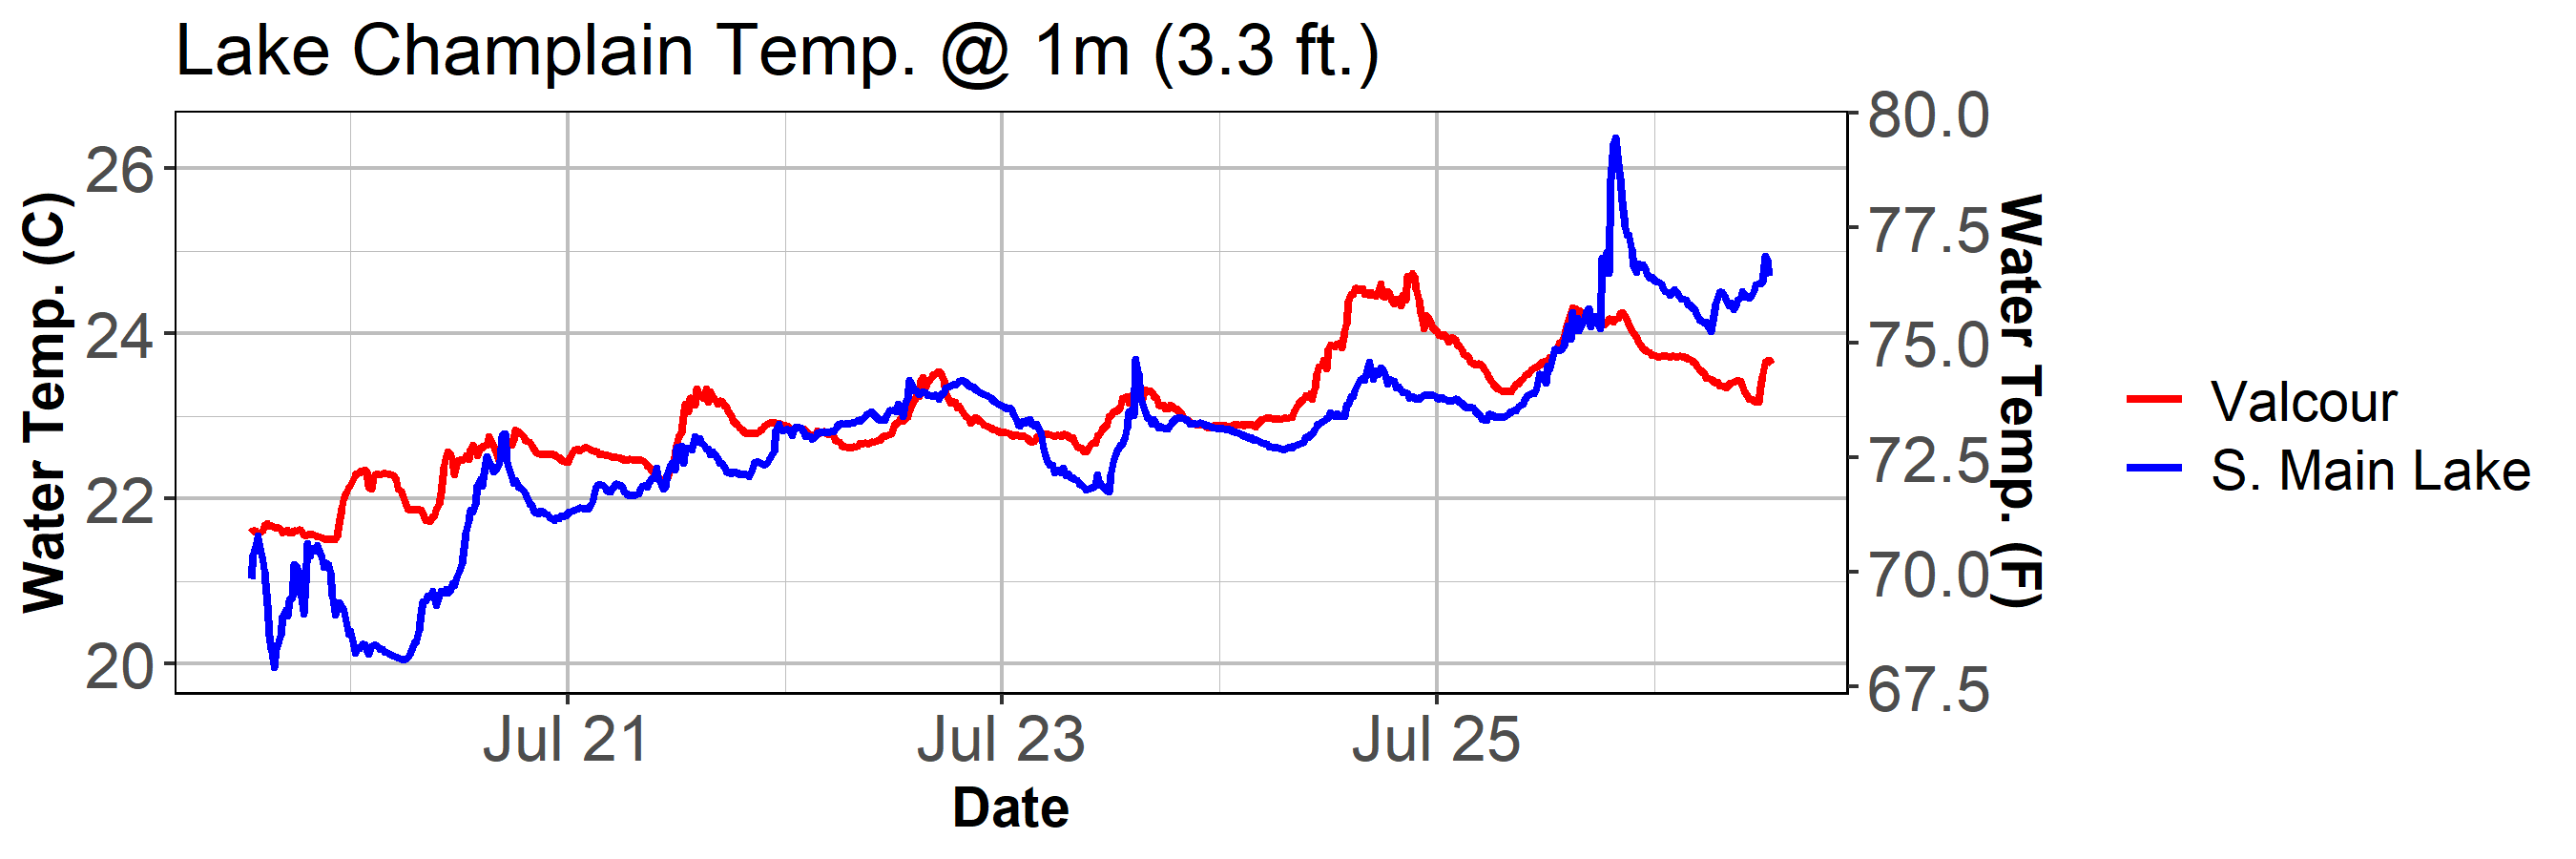 Lake Champlain Temp. @ 1m (3.3 ft.)
Water Temp. (C)
26
24
22
20
80.0
77.5
75.0
72.5
70.0
67.5
Water Temp. (F)
Jul 21
Jul 23
Jul 25
Date
Valcour
S. Main Lake